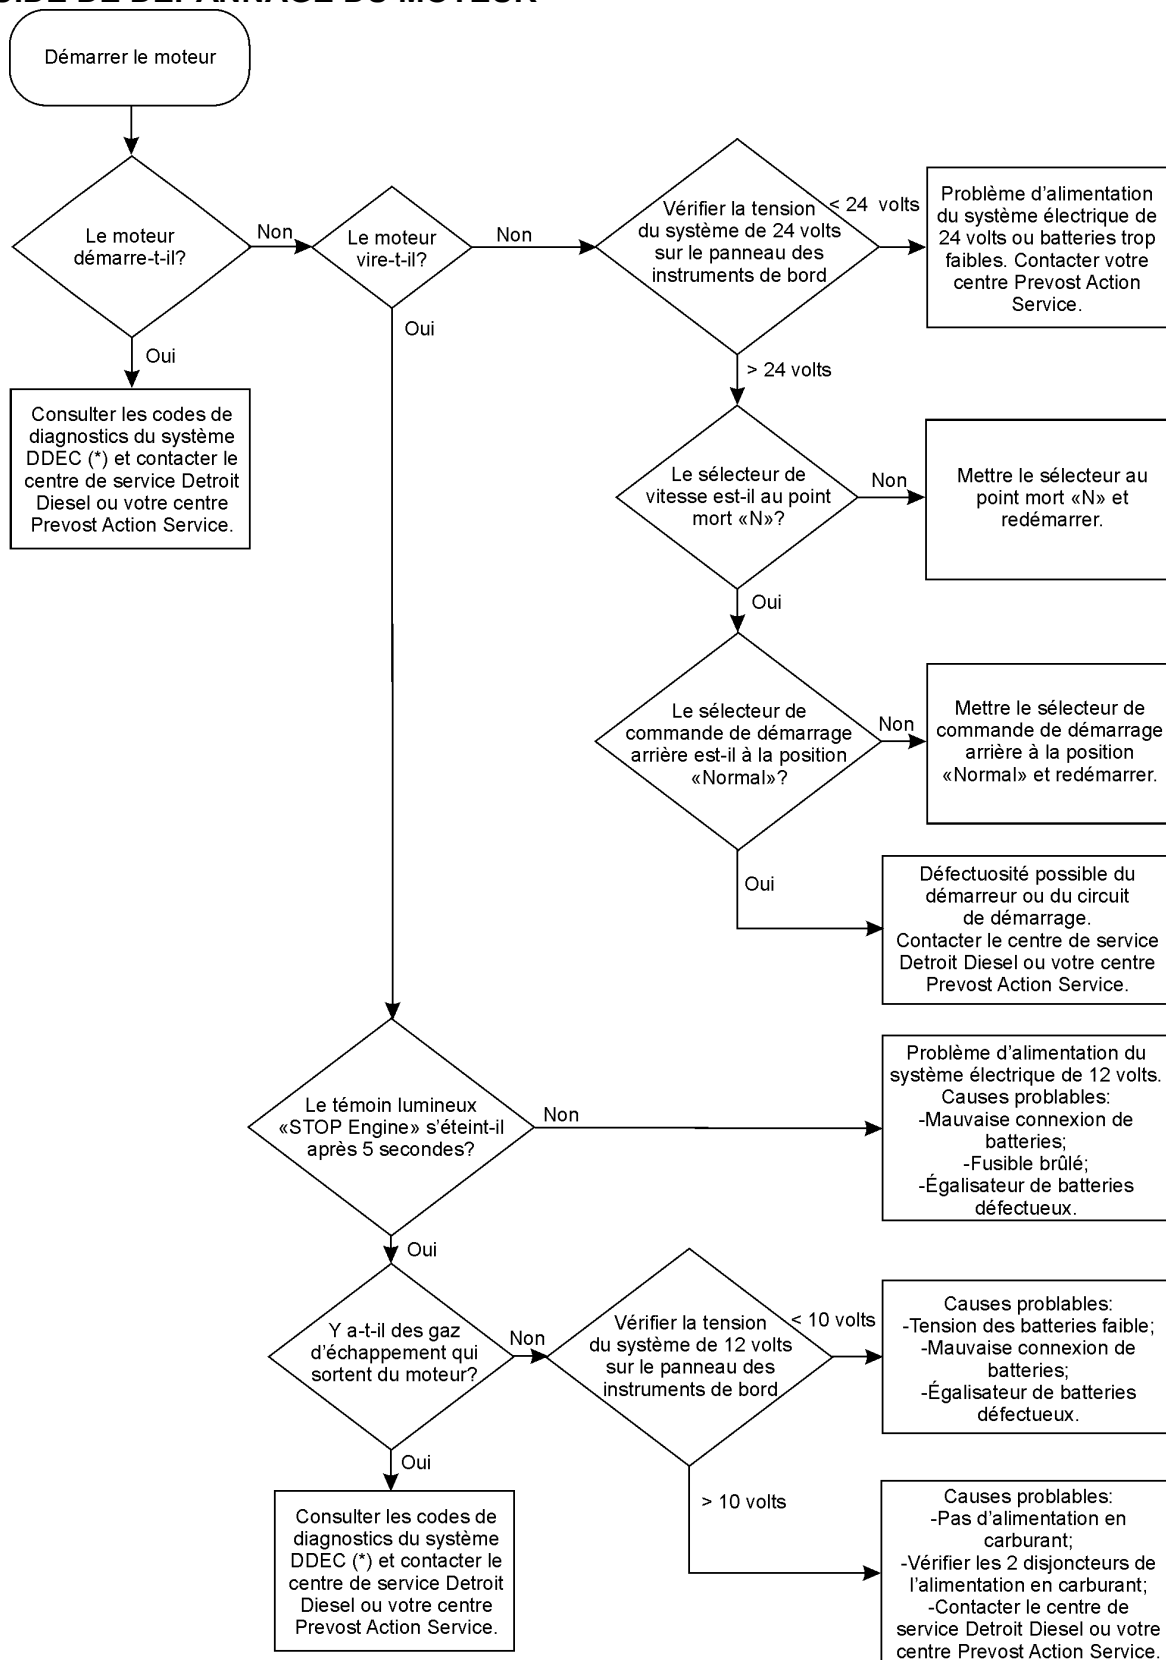 Démarrer le moteur
Le moteur
démarre-t-il?
Non
Le moteur
vire-t-il?
Non
Vérifier la tension
du système de 24 volts
sur le panneau des
instruments de bord
< 24 volts
Problème d'alimentation
du système électrique de
24 volts ou batteries trop
faibles. Contacter votre
centre Prevost Action
Service.
Oui
Oui
> 24 volts
Consulter les codes de
diagnostics du système
DDEC (*) et contacter le
centre de service Detroit
Diesel ou votre centre
Prevost Action Service.
Le sélecteur de
vitesse est-il au point
mort «N»?
Non
Mettre le sélecteur au
point mort «N» et
redémarrer.
Oui
Le sélecteur de
commande de démarrage
arrière est-il à la position
«Normal»?
Non
Mettre le sélecteur de
commande de démarrage
arrière à la position
«Normal» et redémarrer.
Oui
Défectuosité possible du
démarreur ou du circuit
de démarrage.
Contacter le centre de service
Detroit Diesel ou votre centre
Prevost Action Service.
Le témoin lumineux
«STOP Engine» s'éteint-il
après 5 secondes?
Non
Problème d'alimentation du
système électrique de 12 volts.
Causes problables:
-Mauvaise connexion de
batteries;
-Fusible brûlé;
-Égalisateur de batteries
défectueux.
Oui
Y a-t-il des gaz
d'échappement qui
sortent du moteur?
Non
Vérifier la tension
du système de 12 volts
sur le panneau des
instruments de bord
< 10 volts
Causes problables:
-Tension des batteries faible;
-Mauvaise connexion de
batteries;
-Égalisateur de batteries
défectueux.
Oui
> 10 volts
Consulter les codes de
diagnostics du système
DDEC (*) et contacter le
centre de service Detroit
Diesel ou votre centre
Prevost Action Service.
Causes problables:
-Pas d'alimentation en
carburant;
-Vérifier les 2 disjoncteurs de
l'alimentation en carburant;
-Contacter le centre de
service Detroit Diesel ou votre
centre Prevost Action Service.